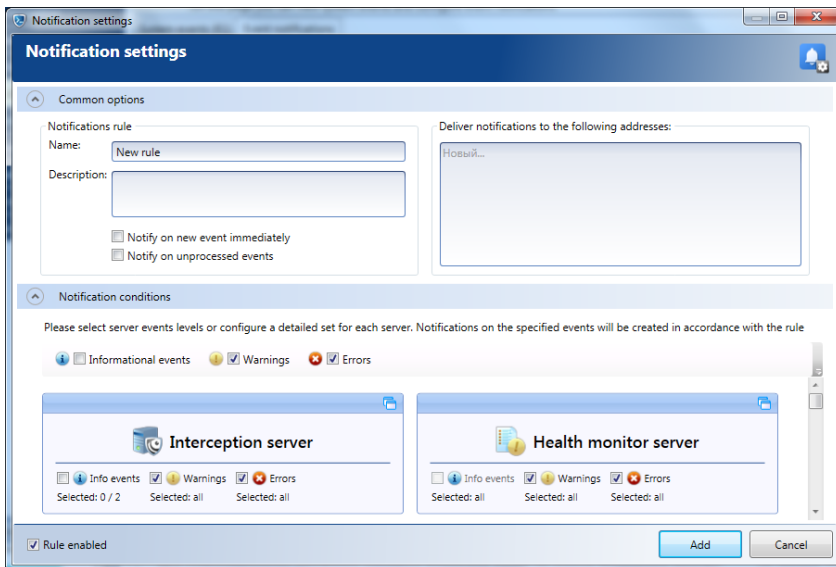 Notification settings
Notification settings
Common options
Notifications rule
Name:
New rule
Description:
Notify on new event immediately
Notify on unprocessed events
Deliver notifications to the following addresses:
Новый...
Notification conditions
Please select server events levels or configure a detailed set for each server. Notifications on the specified events will be created in accordance with the rule
Informational events Warnings Errors
Interception server
Info events Warnings Errors
Selected: 0 / 2 Selected: all Selected: all
Health monitor server
Info events Warnings Errors
Selected: all Selected: all Selected: all
Rule enabled
Add Cancel